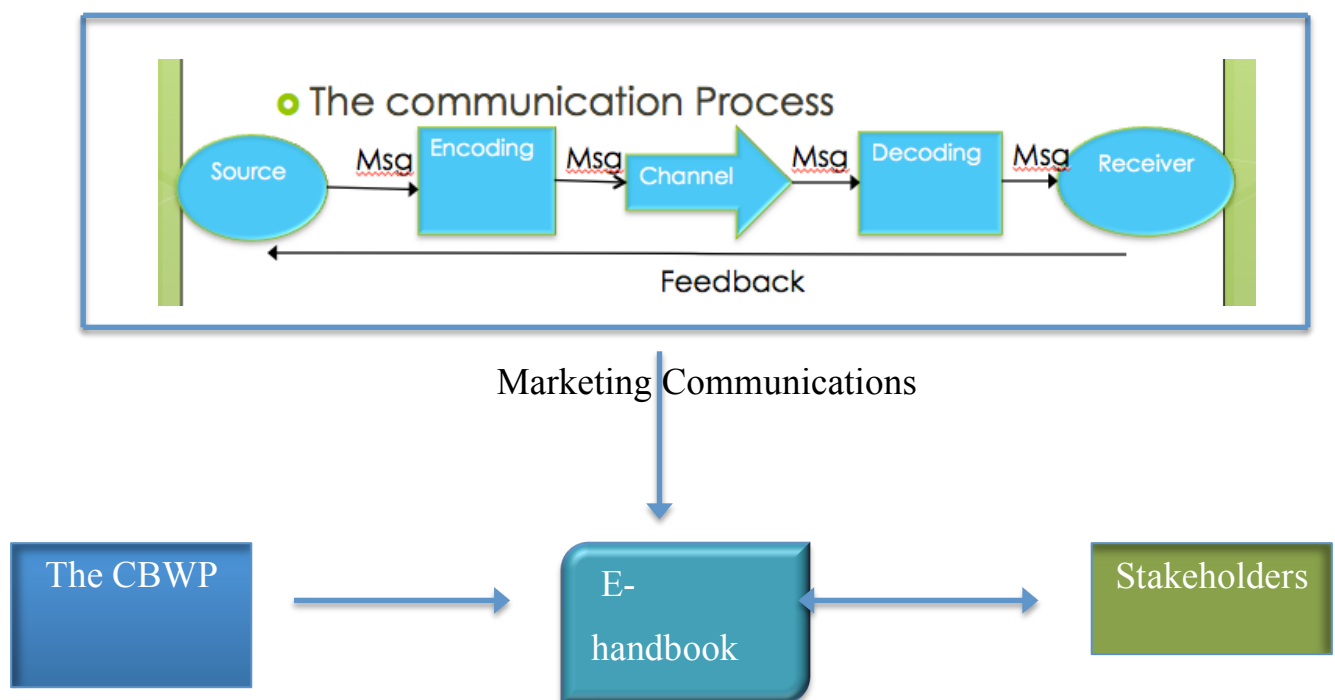 The communication Process
Source
Msg
Encoding
Msg
Channel
Msg
Decoding
Msg
Receiver
Feedback
Marketing Communications
The CBWP
E-
handbook
Stakeholders